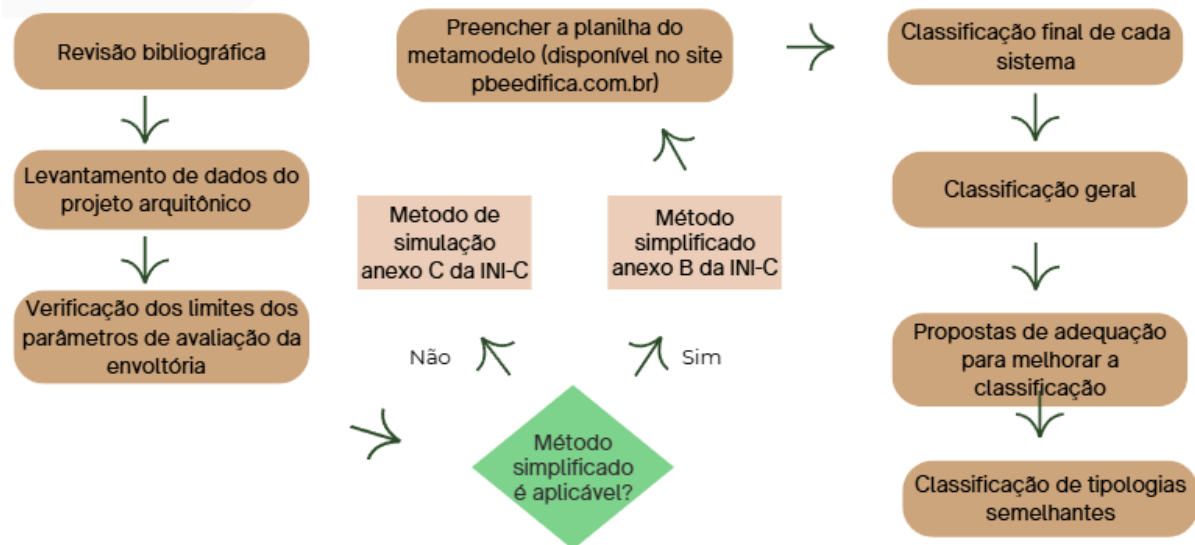 Revisão bibliográfica
Levantamento de dados do
projeto arquitônico
Verificação dos limites dos
parâmetros de avaliação da
envoltória
Método
simplificado
é aplicável?
Não
Sim
Metodo de
simulação
anexo C da INI-C
Método
simplificado
anexo B da INI-C
Preencher a planilha do
metamodelo (disponível no site
pbeedifica.com.br)
Classificação final de cada
sistema
Classificação geral
Propostas de adequação
para melhorar a
classificação
Classificação de tipologias
semelhantes